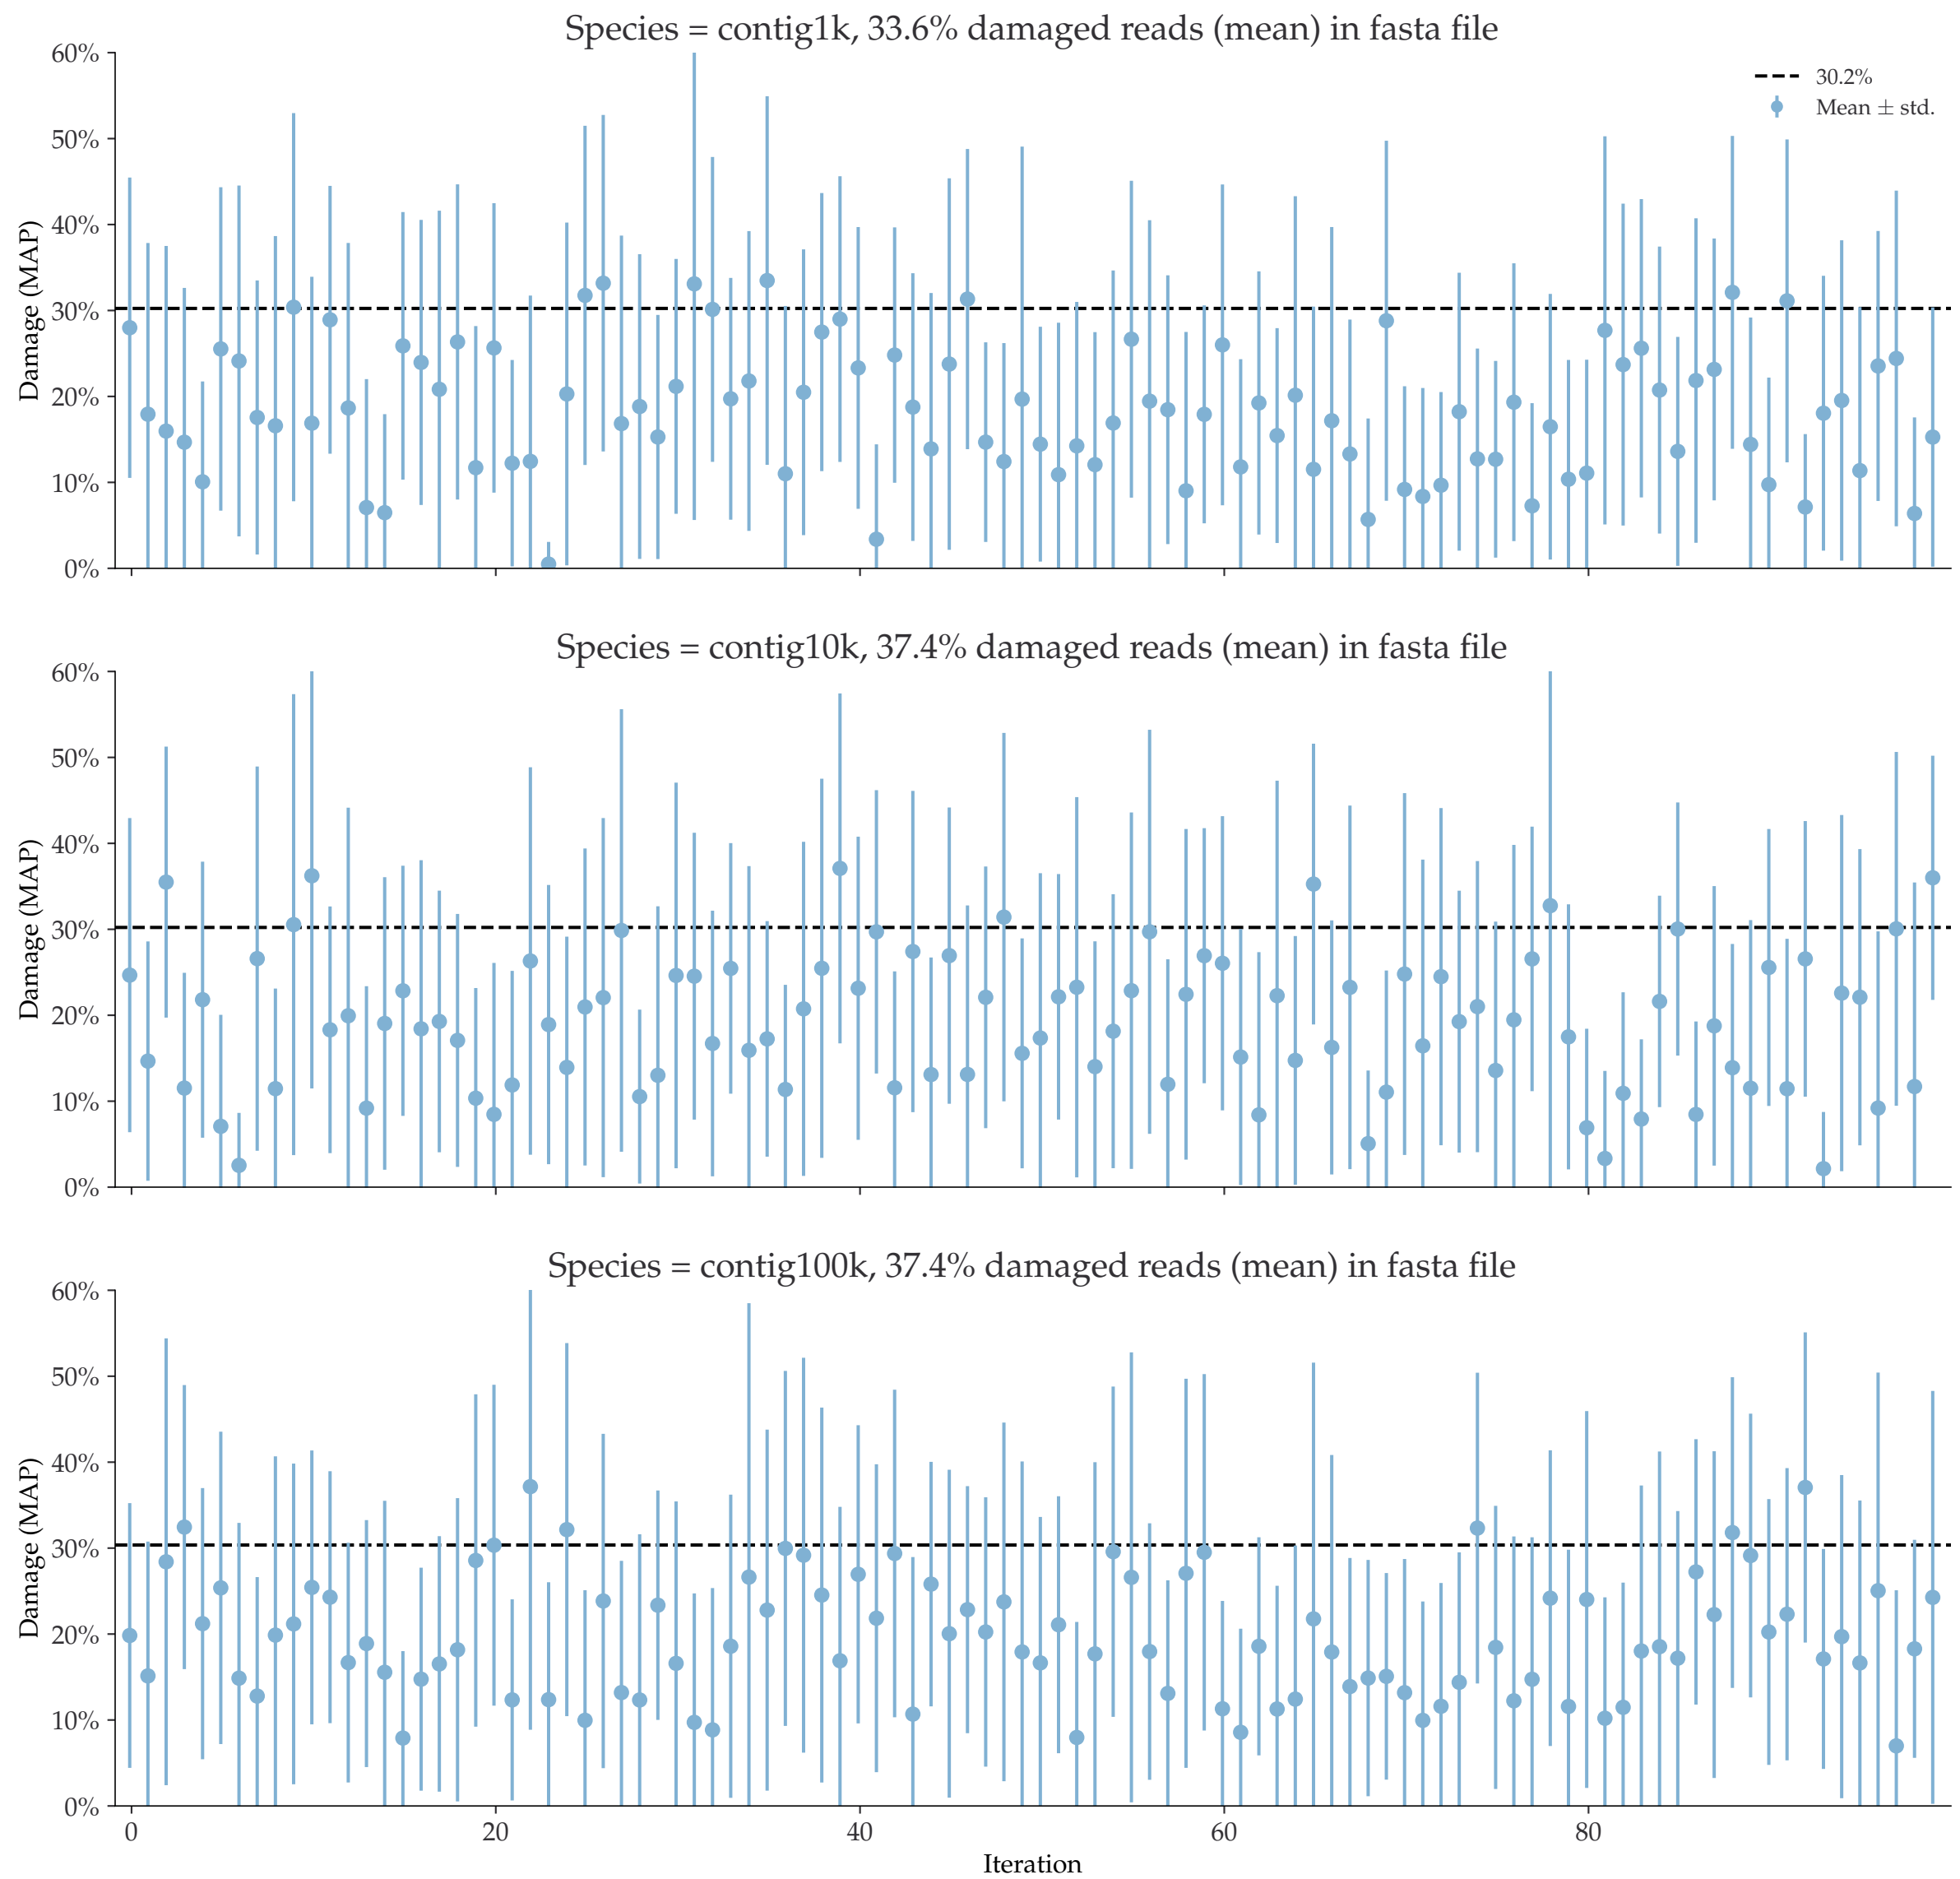 Species = contig1k, 33.6% damaged reads (mean) in fasta file
60%
50%
40%
30%
20%
10%
0%
Damage (MAP)
30.2%
Mean ± std.
Species = contig10k, 37.4% damaged reads (mean) in fasta file
60%
50%
40%
30%
20%
10%
0%
Damage (MAP)
Species = contig100k, 37.4% damaged reads (mean) in fasta file
60%
50%
40%
30%
20%
10%
0%
Damage (MAP)
0 20 40 60 80
Iteration